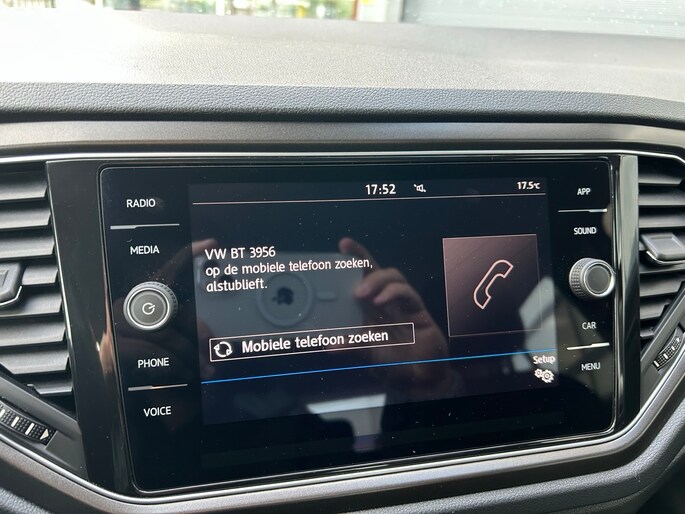 17:52
17.5°C
RADIO
MEDIA
PHONE
VOICE
VW BT 3956
op de mobiele telefoon zoeken,
alstublieft.
Mobiele telefoon zoeken
Setup
APP
SOUND
CAR
MENU